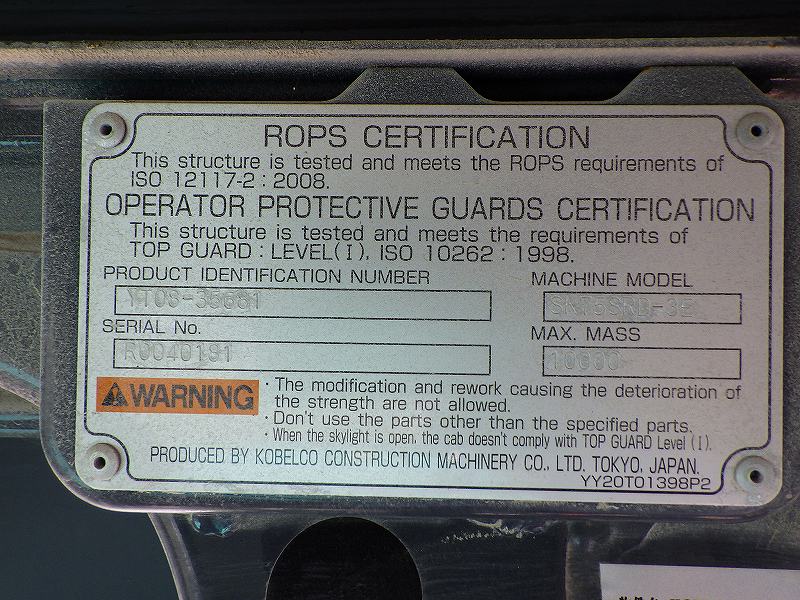 ROPS CERTIFICATION
This structure is tested and meets the ROPS requirements of
ISO 12117-2 : 2008.
OPERATOR PROTECTIVE GUARDS CERTIFICATION
This structure is tested and meets the requirements of
TOP GUARD : LEVEL(I), ISO 10262 : 1998.
PRODUCT IDENTIFICATION NUMBER
MACHINE MODEL
SERIAL No.
R0040191
MAX. MASS
10000
WARNING
· The modification and rework causing the deterioration of
the strength are not allowed.
· Don't use the parts other than the specified parts.
· When the skylight is open, the cab doesn't comply with TOP GUARD Level (I).
PRODUCED BY KOBELCO CONSTRUCTION MACHINERY CO., LTD. TOKYO, JAPAN.
YY20T01398P2